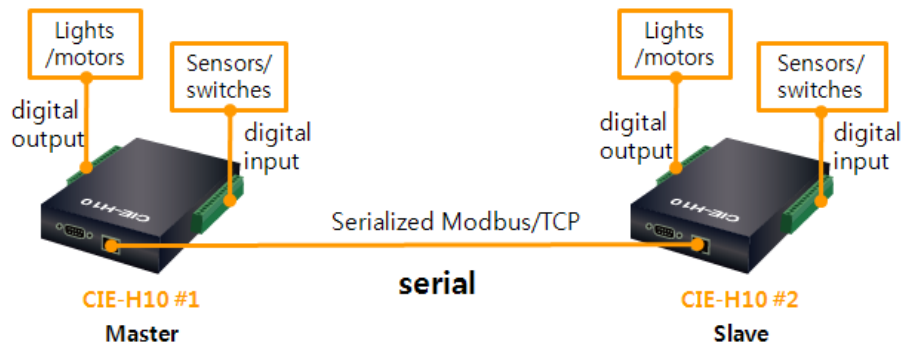 Lights
/motors
Sensors/
switches
digital
output
digital
input
CIE-H10
Lights
/motors
Sensors/
switches
digital
output
digital
input
CIE-H10
Serialized Modbus/TCP
serial
CIE-H10 #1
Master
CIE-H10 #2
Slave